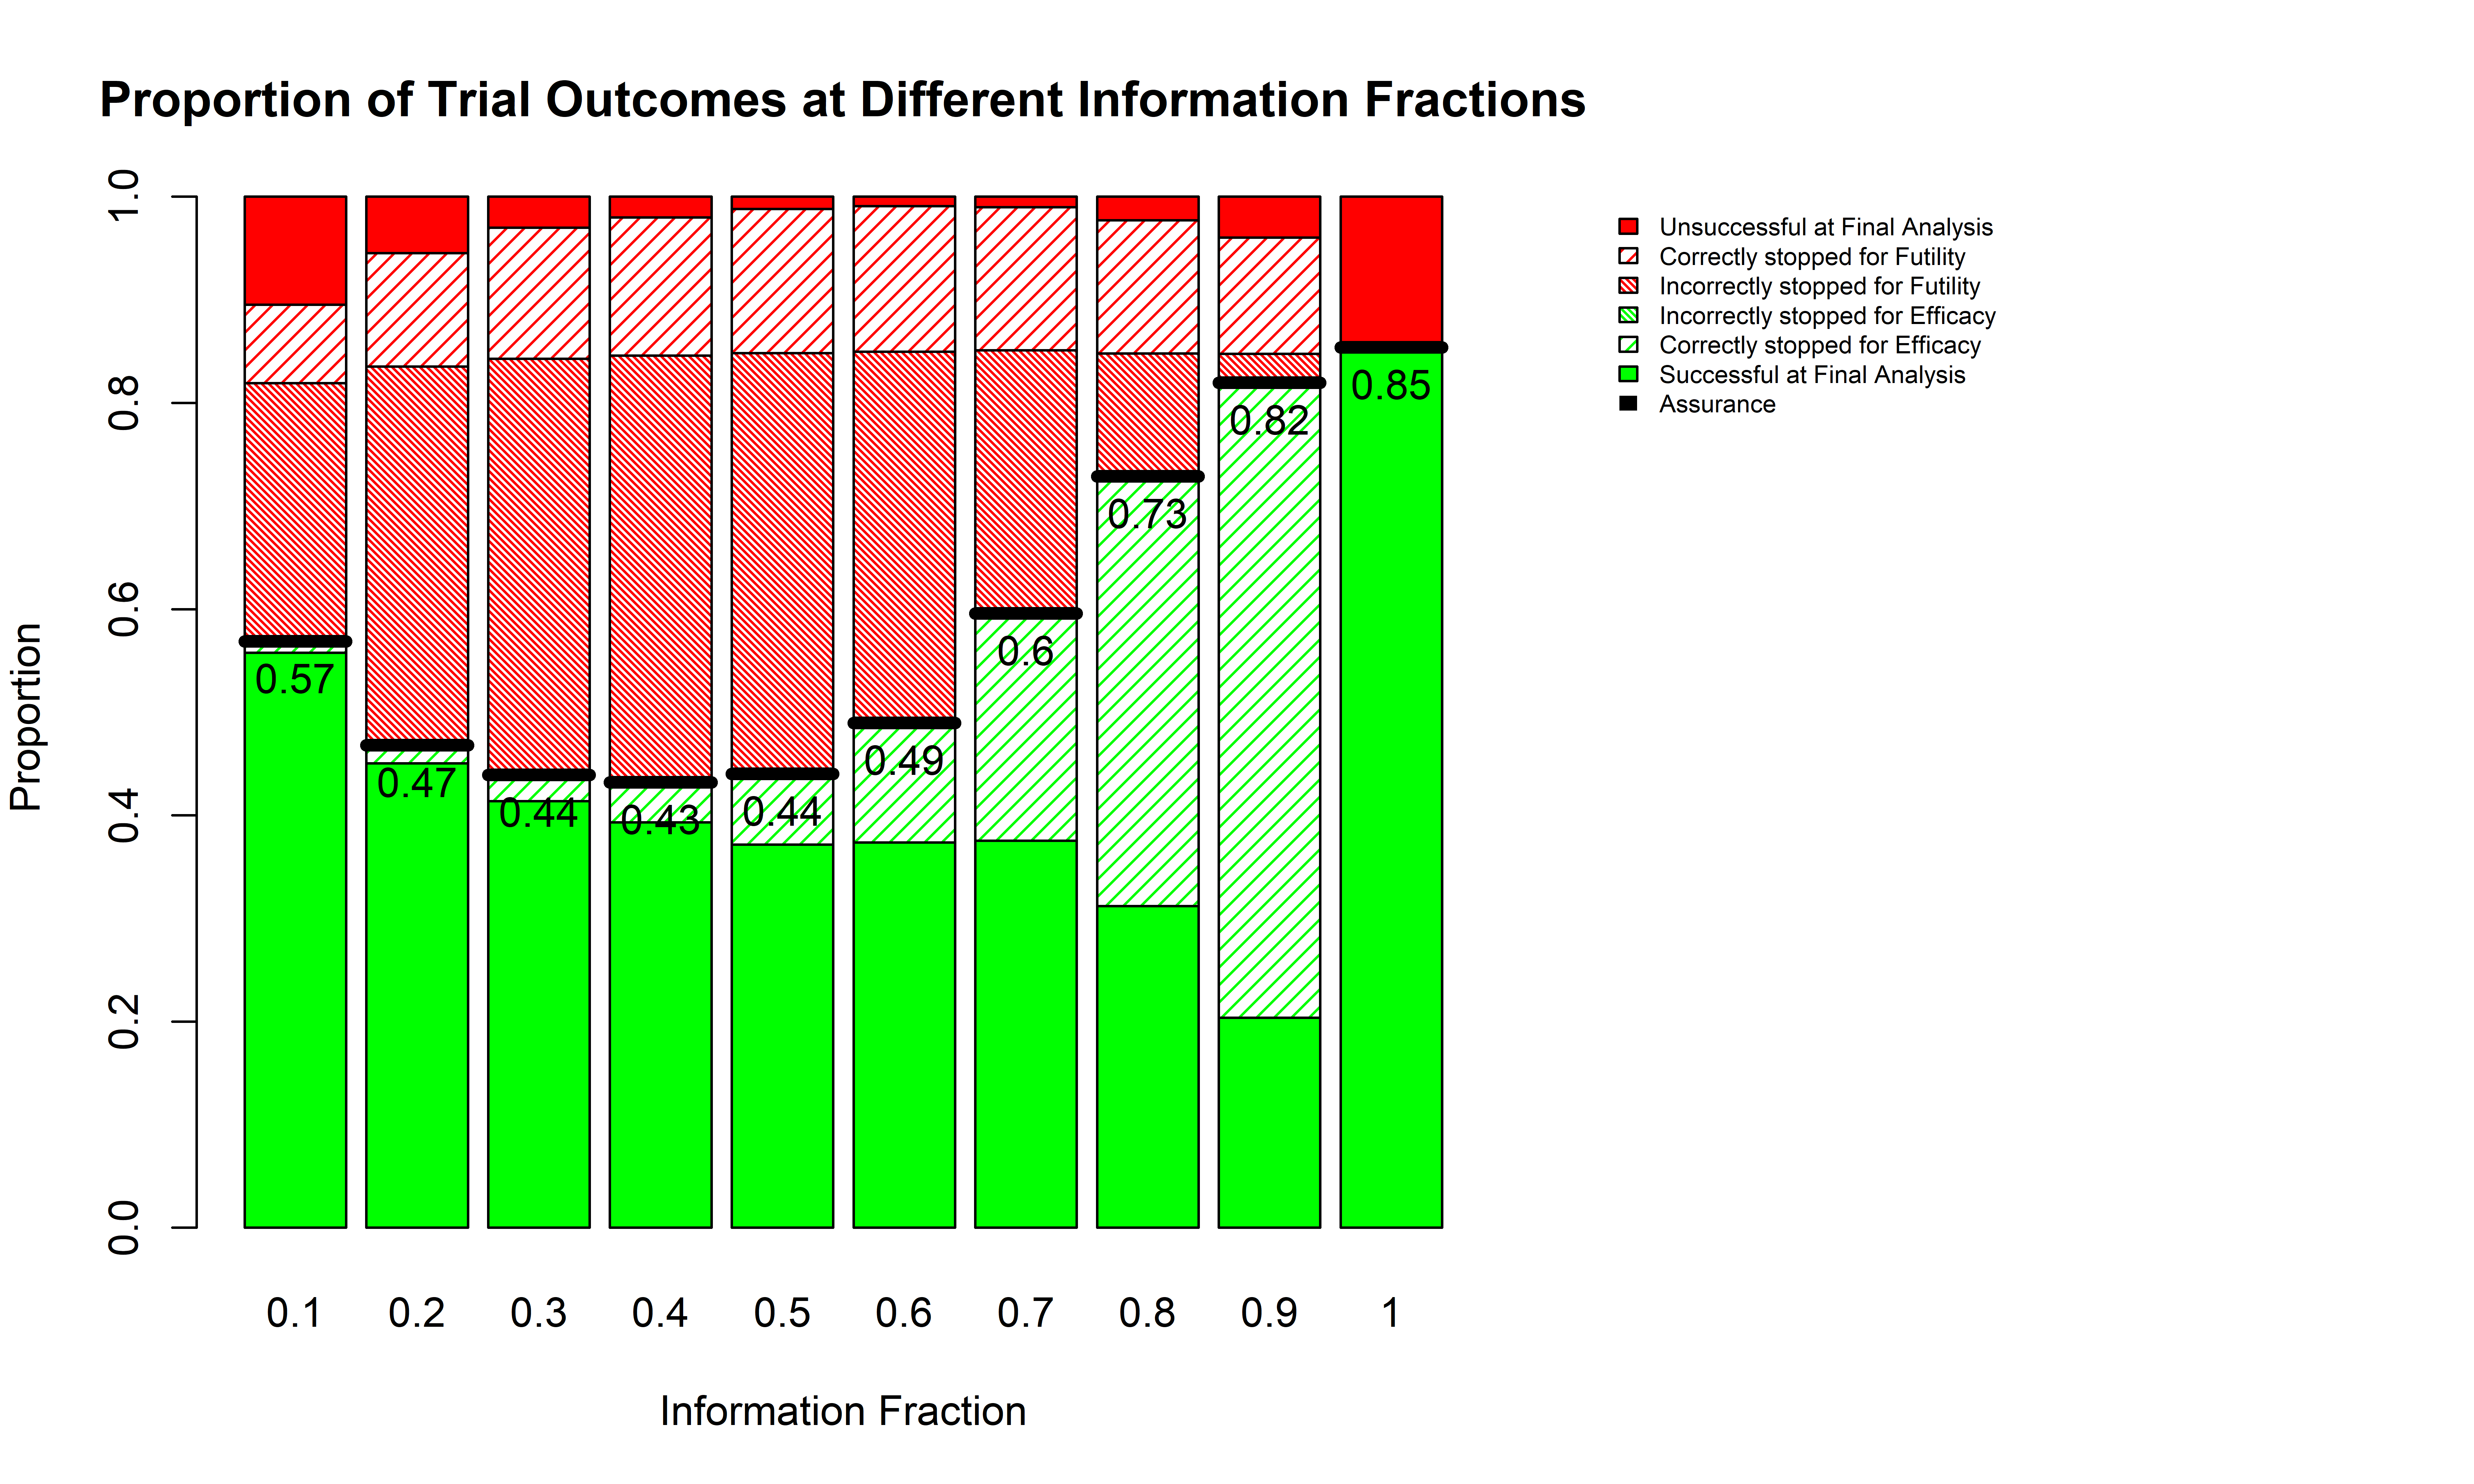 Proportion of Trial Outcomes at Different Information Fractions
Proportion
1.0
0.8
0.6
0.4
0.2
0.0
0.57
0.47
0.44
0.43
0.44
0.49
0.6
0.73
0.82
0.85
0.1 0.2 0.3 0.4 0.5 0.6 0.7 0.8 0.9 1
Information Fraction
Unsuccessful at Final Analysis
Correctly stopped for Futility
Incorrectly stopped for Futility
Incorrectly stopped for Efficacy
Correctly stopped for Efficacy
Successful at Final Analysis
Assurance